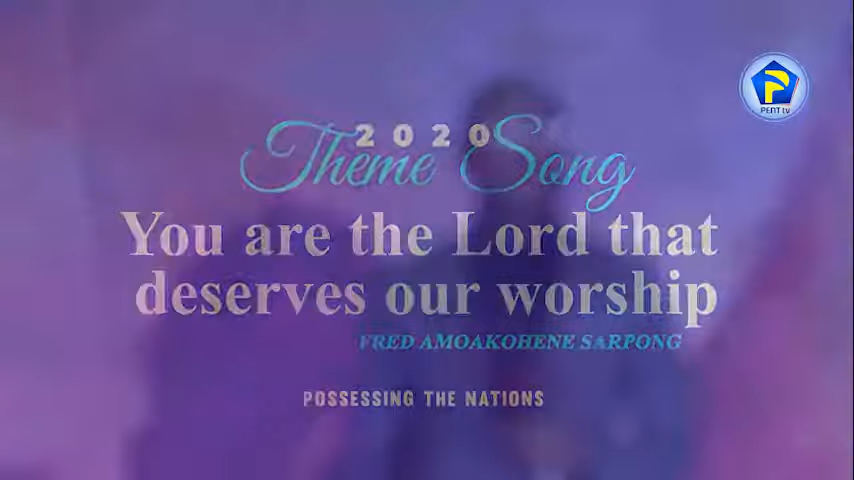 PENT tv
2020
Theme Song
You are the Lord that
deserves our worship
FRED AMOAKOHENE SARPONG
POSSESSING THE NATIONS